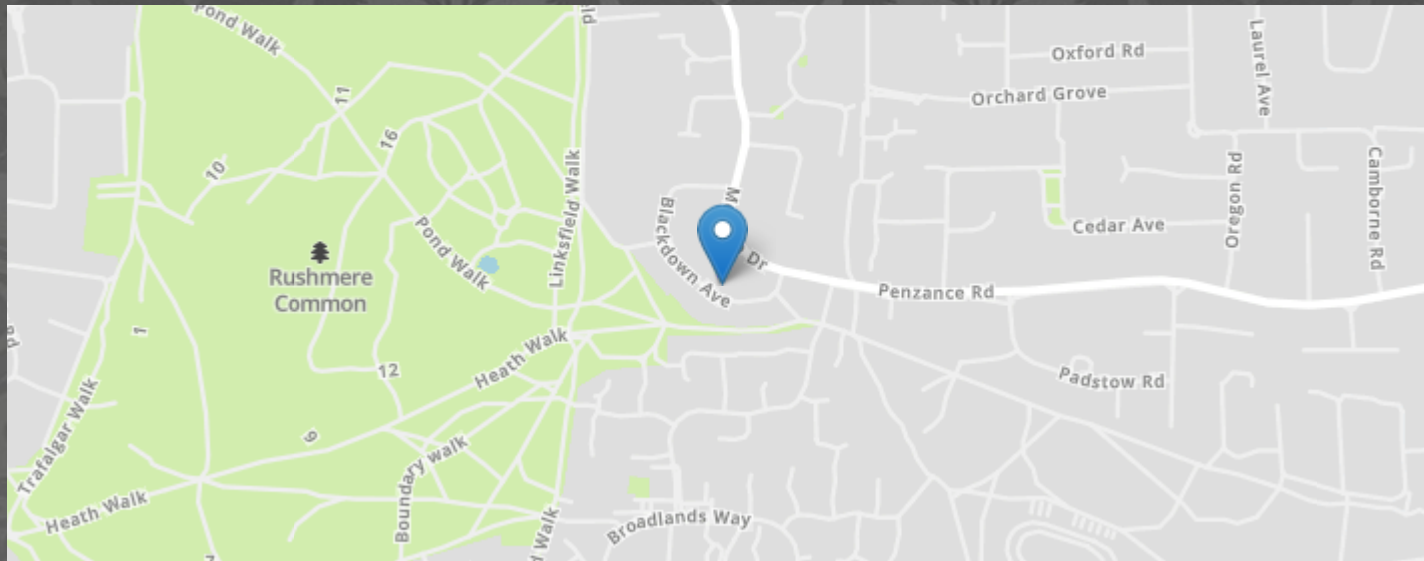 Pond Walk
Oxford Rd
Laurel Ave
Orchard Grove
11
16
10
Linksfield Walk
Blackdown Ave
M
Dr
Oregon Rd
Camborne Rd
Cedar Ave
Pond Walk
Rushmere
Common
Penzance Rd
1
Heath Walk
12
Padstow Rd
Trafalgar Walk
9
Boundary walk
Heath Walk
Broadlands Way
d Walk